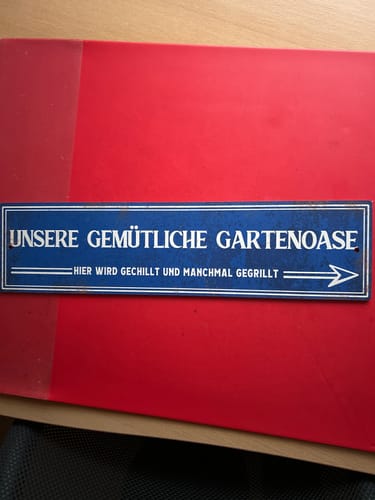 UNSERE GEMÜTLICHE GARTENOASE
HIER WIRD GECHILLT UND MANCHMAL GEGRILLT